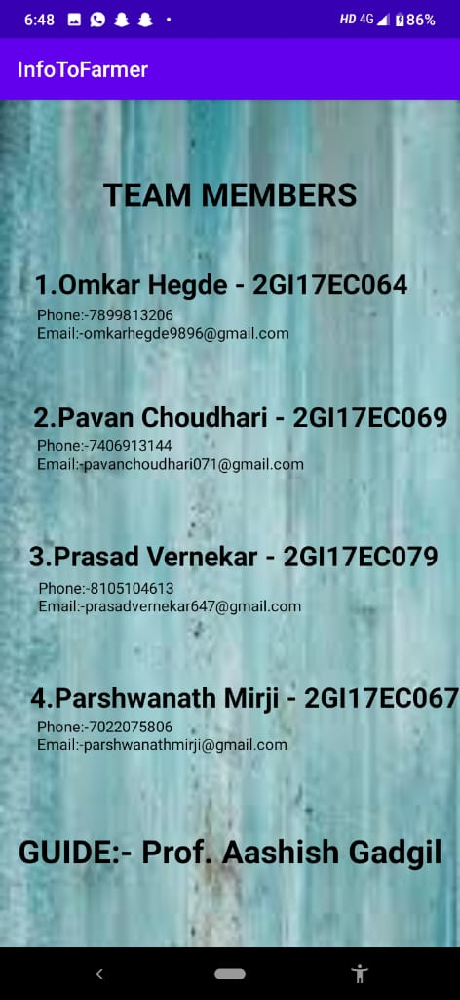 6:48 HD 4G 86%
InfoToFarmer
TEAM MEMBERS
1.Omkar Hegde - 2GI17EC064
Phone:-7899813206
Email:-omkarhegde9896@gmail.com
2.Pavan Choudhari - 2GI17EC069
Phone:-7406913144
Email:-pavanchoudhari071@gmail.com
3.Prasad Vernekar - 2GI17EC079
Phone:-8105104613
Email:-prasadvernekar647@gmail.com
4.Parshwanath Mirji - 2GI17EC067
Phone:-7022075806
Email:-parshwanathmirji@gmail.com
GUIDE:- Prof. Aashish Gadgil